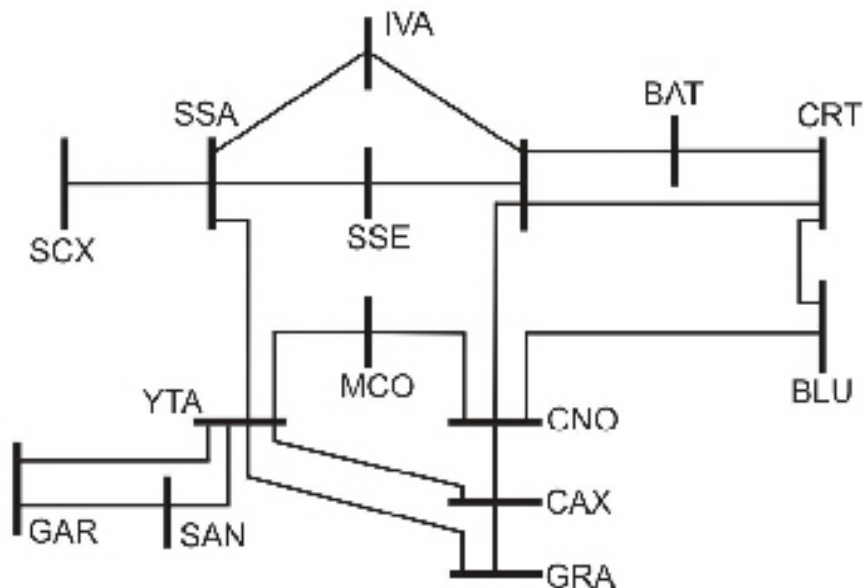 IVA
BAT
SSA
CRT
SCX
SSE
MCO
BLU
YTA
CNO
GAR
SAN
CAX
GRA